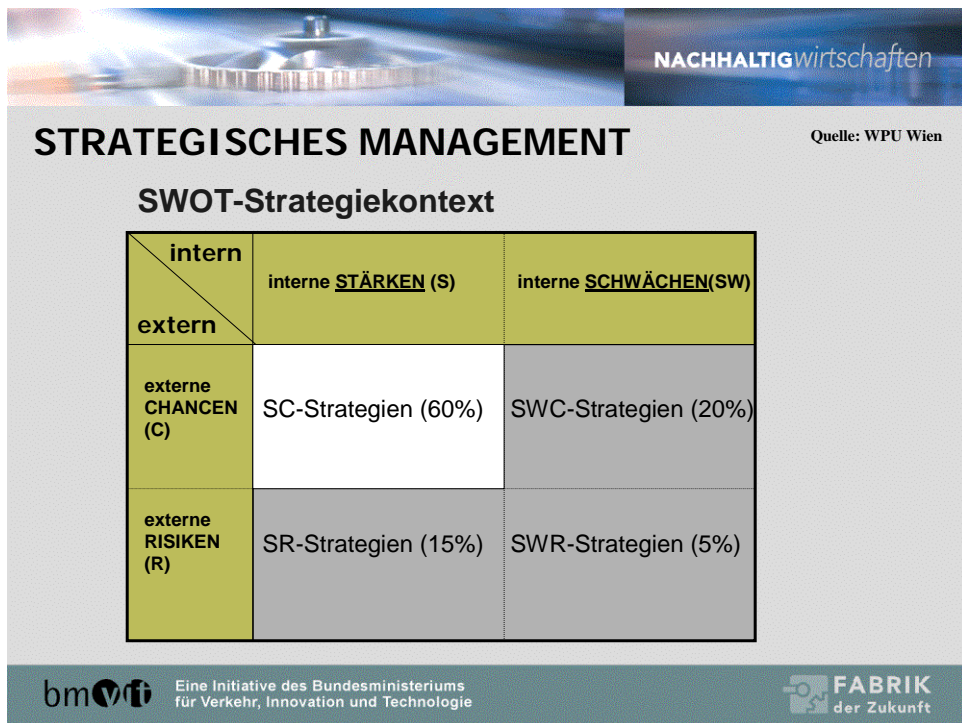 NACHHALTIGwirtschaften
STRATEGISCHES MANAGEMENT
Quelle: WPU Wien
SWOT-Strategiekontext
intern
extern
interne STÄRKEN (S)
interne SCHWÄCHEN(SW)
externe
CHANCEN
(C)
SC-Strategien (60%)
SWC-Strategien (20%)
externe
RISIKEN
(R)
SR-Strategien (15%)
SWR-Strategien (5%)
bmvit
Eine Initiative des Bundesministeriums
für Verkehr, Innovation und Technologie
FABRIK
der Zukunft